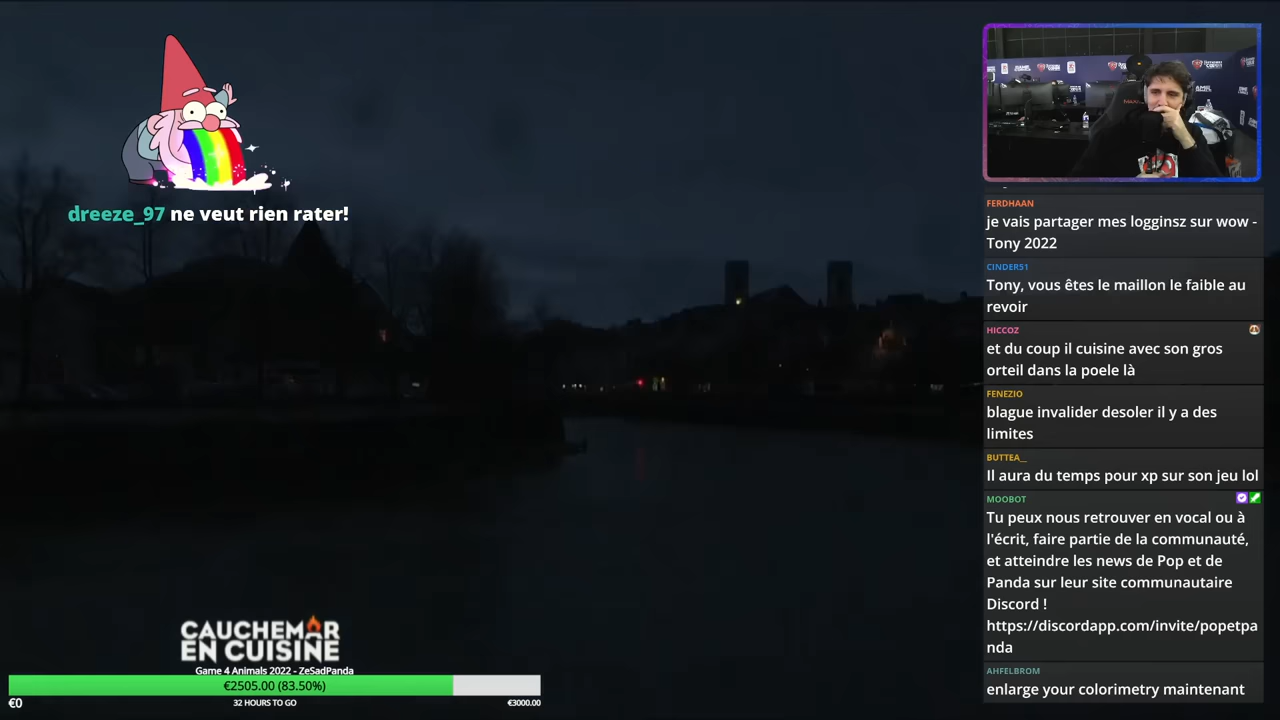 dreeze_97 ne veut rien rater!
FERDHAAN
je vais partager mes logginsz sur wow -
Tony 2022
CINDER51
Tony, vous êtes le maillon le faible au
revoir
HICCOZ
et du coup il cuisine avec son gros
orteil dans la poele là
FENEZIO
blague invalider desoler il y a des
limites
BUTTEA__
Il aura du temps pour xp sur son jeu lol
MOOBOT
Tu peux nous retrouver en vocal ou à
l'écrit, faire partie de la communauté,
et atteindre les news de Pop et de
Panda sur leur site communautaire
Discord !
https://discordapp.com/invite/popetpa
nda
AHFELBROM
enlarge your colorimetry maintenant
CAUCHEMAR
EN CUISINE
Game 4 Animals 2022 - ZeSadPanda
€2505.00 (83.50%)
€0 32 HOURS TO GO €3000.00